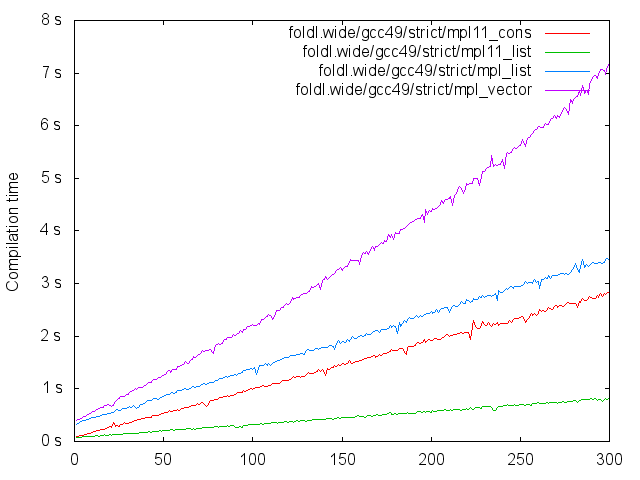 8 s
7 s
6 s
5 s
4 s
3 s
2 s
1 s
0 s
Compilation time
foldl.wide/gcc49/strict/mpl11_cons
foldl.wide/gcc49/strict/mpl11_list
foldl.wide/gcc49/strict/mpl_list
foldl.wide/gcc49/strict/mpl_vector
0 50 100 150 200 250 300